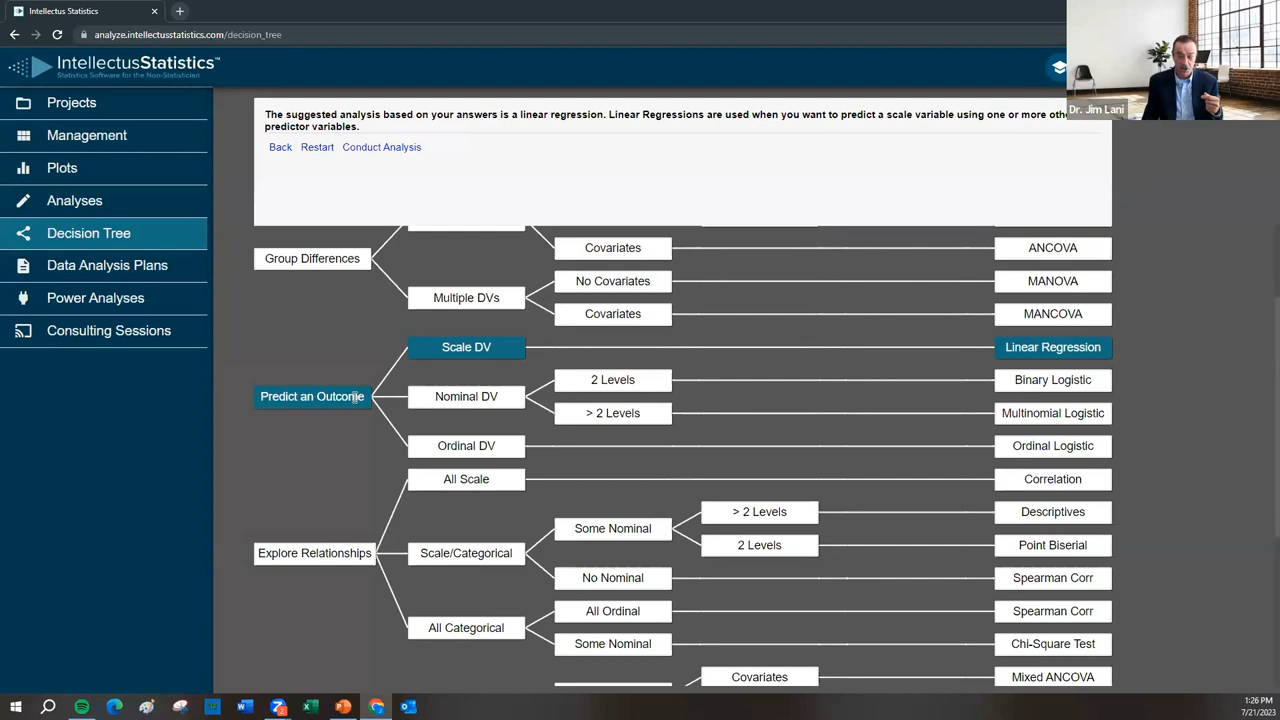 Intellectus Statistics
analyze.intellectusstatistics.com/decision_tree
IntellectusStatistics™
Statistics Software for the Non-Statistician
Projects
Management
Plots
Analyses
Decision Tree
Data Analysis Plans
Power Analyses
Consulting Sessions
Dr. Jim Lani
The suggested analysis based on your answers is a linear regression. Linear Regressions are used when you want to predict a scale variable using one or more
predictor variables.
Back Restart Conduct Analysis
Group Differences
Covariates
ANCOVA
Multiple DVs
No Covariates
MANOVA
Covariates
MANCOVA
Predict an Outcome
Scale DV
Linear Regression
Nominal DV
2 Levels
Binary Logistic
> 2 Levels
Multinomial Logistic
Ordinal DV
Ordinal Logistic
Explore Relationships
All Scale
Correlation
Scale/Categorical
Some Nominal
> 2 Levels
Descriptives
2 Levels
Point Biserial
No Nominal
Spearman Corr
All Categorical
All Ordinal
Spearman Corr
Some Nominal
Chi-Square Test
Covariates
Mixed ANCOVA
1:26 PM
7/21/2023